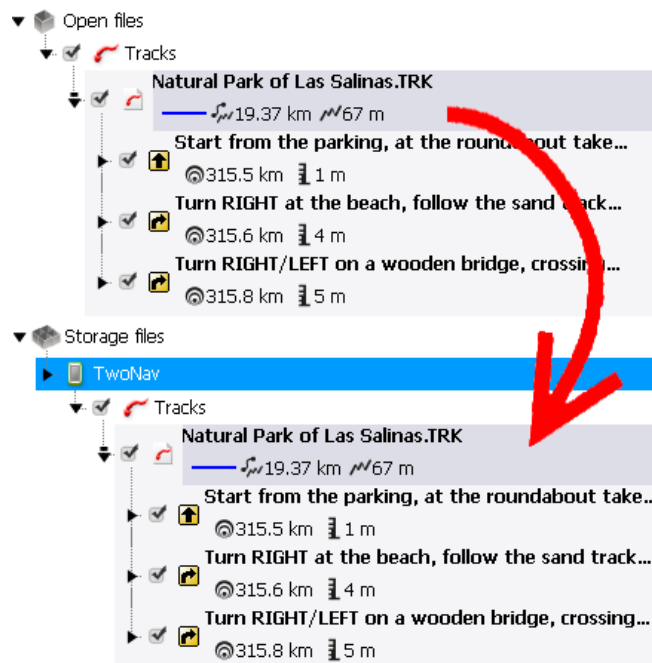 Open files
Tracks
Natural Park of Las Salinas.TRK
19.37 km 67 m
Start from the parking, at the roundabout take...
315.5 km 1 m
Turn RIGHT at the beach, follow the sand track...
315.6 km 4 m
Turn RIGHT/LEFT on a wooden bridge, crossing...
315.8 km 5 m
Storage files
TwoNav
Tracks
Natural Park of Las Salinas.TRK
19.37 km 67 m
Start from the parking, at the roundabout take..
315.5 km 1 m
Turn RIGHT at the beach, follow the sand track...
315.6 km 4 m
Turn RIGHT/LEFT on a wooden bridge, crossing...
315.8 km 5 m